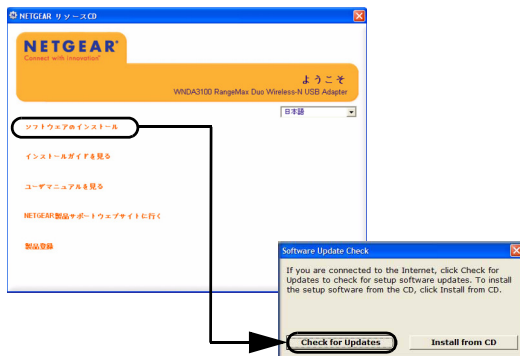 NETGEAR リソースCD
NETGEAR
Connect with Innovation
ようこそ
WNDA3100 RangeMax Duo Wireless-N USB Adapter
日本語
ソフトウェアのインストール
インストールガイドを見る
ユーザマニュアルを見る
NETGEAR製品サポートウェブサイトに行く
製品登録
Software Update Check
If you are connected to the Internet, click Check for
Updates to check for setup software updates. To install
the setup software from the CD, click Install from CD.
Check for Updates
Install from CD